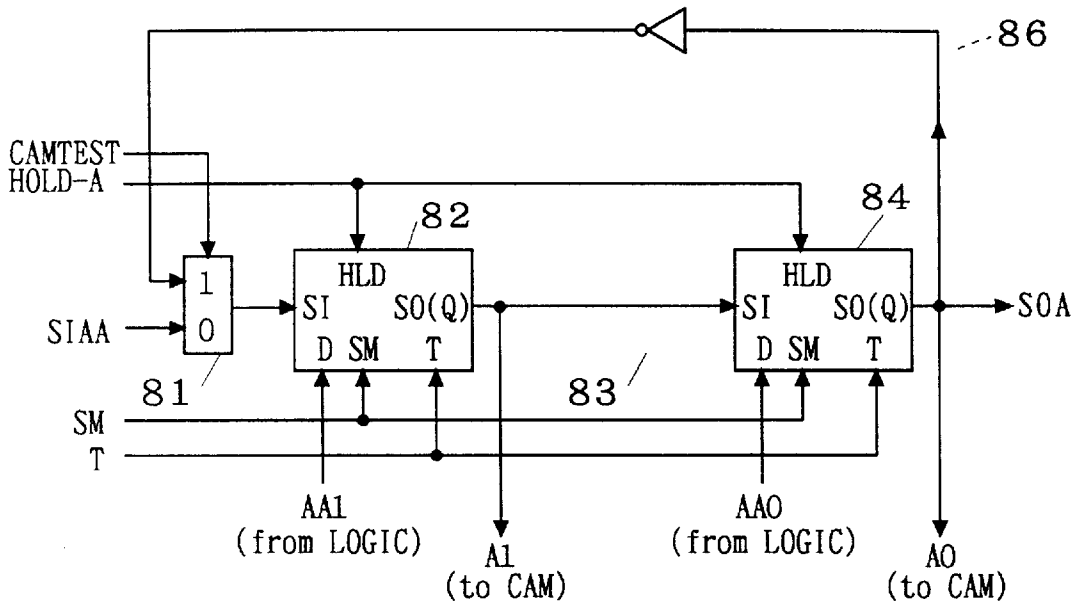 86
CAMTEST
HOLD-A
82
84
1
HLD
HLD
SI
SO(Q)
SI
SO(Q)
SOA
SIAA
0
D SM T
D SM T
81
83
SM
T
AA1
(from LOGIC)
A1
(to CAM)
AA0
(from LOGIC)
A0
(to CAM)